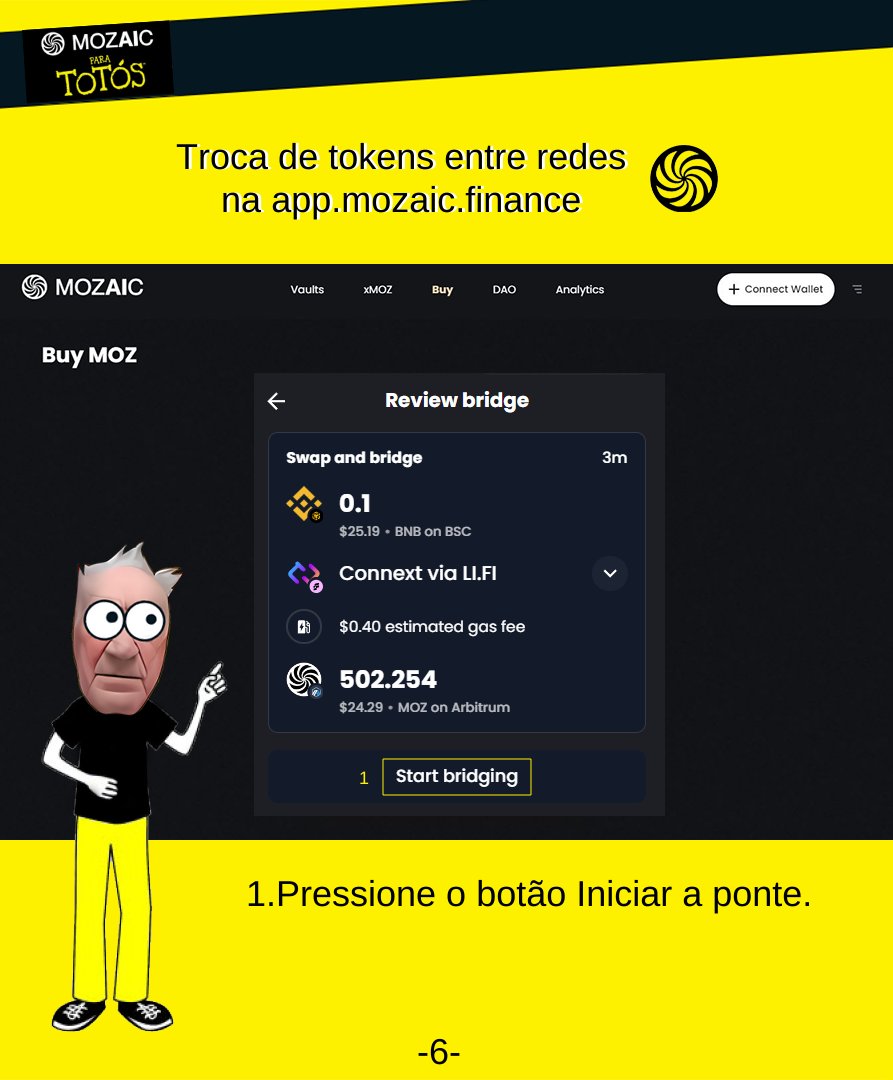 MOZAIC
PARA
TOTÓS
Troca de tokens entre redes
na app.mozaic.finance
MOZAIC
Vaults
xMOZ
Buy
DAO
Analytics
+ Connect Wallet
Buy MOZ
Review bridge
Swap and bridge
3m
0.1
$25.19 • BNB on BSC
Connext via LI.FI
$0.40 estimated gas fee
502.254
$24.29 • MOZ on Arbitrum
1
Start bridging
1.Pressione o botão Iniciar a ponte.
-6-